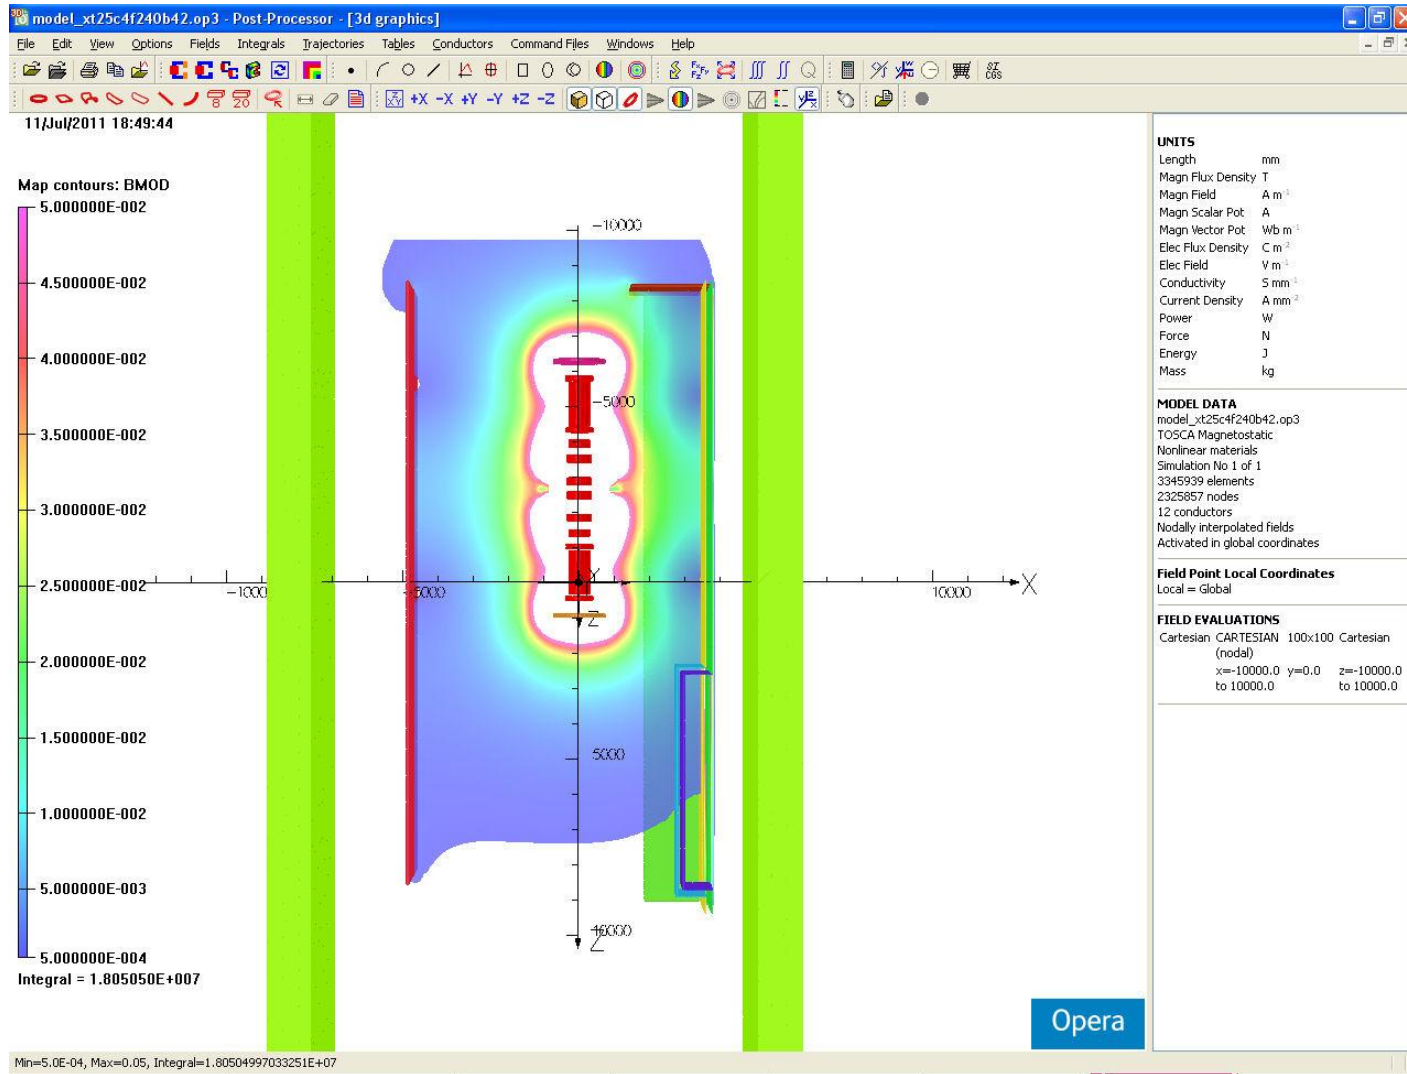 model_xt25c4f240b42.op3 - Post-Processor - [3d graphics]
File Edit View Options Fields Integrals Trajectories Tables Conductors Command Files Windows Help
+X -X +Y -Y +Z -Z
11/Jul/2011 18:49:44
Map contours: BMOD
5.000000E-002
4.500000E-002
4.000000E-002
3.500000E-002
3.000000E-002
2.500000E-002
2.000000E-002
1.500000E-002
1.000000E-002
5.000000E-003
5.000000E-004
Integral = 1.805050E+007
-10000
-5000
-1000
-5000
10000
X
Z
5000
10000
Z
Opera
UNITS
Length mm
Magn Flux Density T
Magn Field A m-1
Magn Scalar Pot A
Magn Vector Pot Wb m-1
Elec Flux Density C m-2
Elec Field V m-1
Conductivity S mm-1
Current Density A mm-2
Power W
Force N
Energy J
Mass kg
MODEL DATA
model_xt25c4f240b42.op3
TOSCA Magnetostatic
Nonlinear materials
Simulation No 1 of 1
3345939 elements
2325857 nodes
12 conductors
Nodally interpolated fields
Activated in global coordinates
Field Point Local Coordinates
Local = Global
FIELD EVALUATIONS
Cartesian CARTESIAN 100x100 Cartesian
(nodal)
x=-10000.0 y=0.0 z=-10000.0
to 10000.0 to 10000.0
Min=5.0E-04, Max=0.05, Integral=1.80504997033251E+07